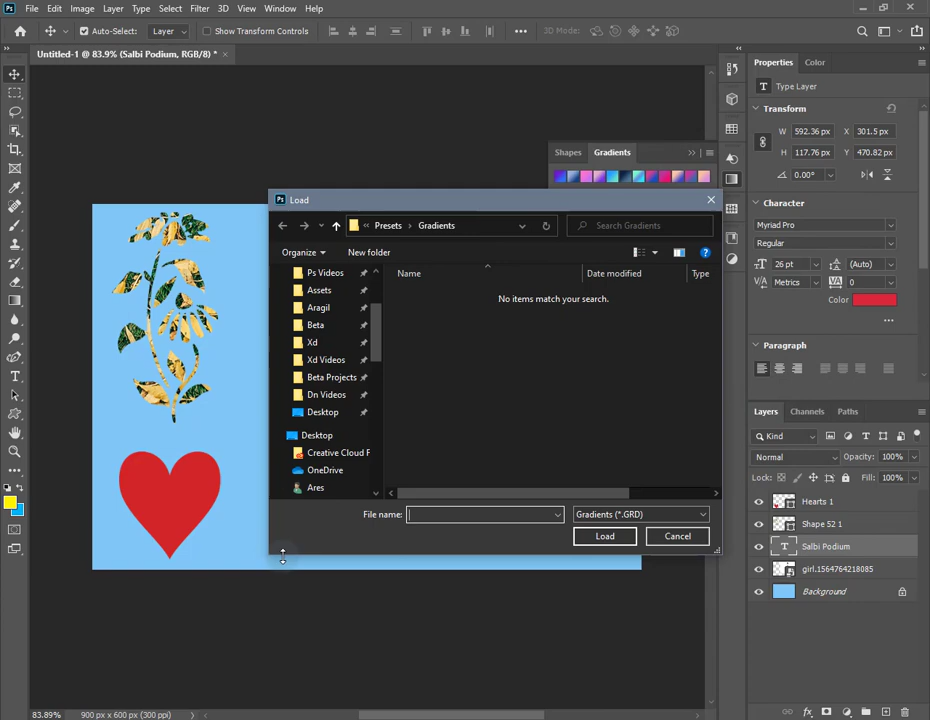 Ps File Edit Image Layer Type Select Filter 3D View Window Help
Auto-Select: Layer Show Transform Controls 3D Mode:
Untitled-1 @ 83.9% (Salbi Podium, RGB/8) *
Properties Color
T Type Layer
Transform
W 592.36 px X 301.5 px
H 117.76 px Y 470.82 px
0.00°
Character
Myriad Pro
Regular
26 pt (Auto)
Metrics 0
Color
Paragraph
Layers Channels Paths
Kind
Normal Opacity: 100%
Lock: Fill: 100%
Hearts 1
Shape 52 1
T Salbi Podium
girl.1564764218085
Background
fx
Shapes Gradients
Ps Load
Presets Gradients Search Gradients
Organize New folder
Ps Videos
Assets
Aragil
Beta
Xd
Xd Videos
Beta Projects
Dn Videos
Desktop
Desktop
Creative Cloud F
OneDrive
Ares
Name Date modified Type
No items match your search.
File name: Gradients (*.GRD)
Load Cancel
83.89% 900 px x 600 px (300 ppi)